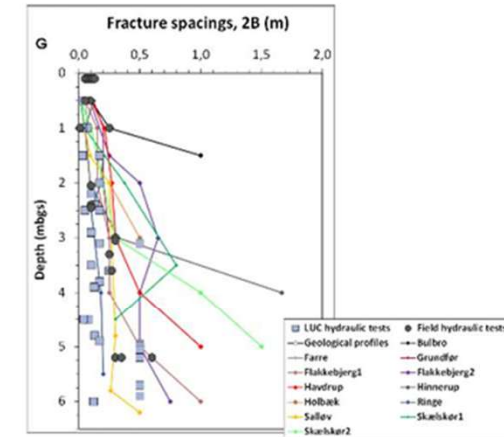 Fracture spacings, 2B (m)
G
0,0 0,5 1,0 1,5 2,0
0
1
2
3
4
5
6
Depth (mbgs)
LUC hydraulic tests Field hydraulic tests
Geological profiles Bulbro
Farre Grundfør
Flakkebjerg1 Flakkebjerg2
Havdrup Hinnerup
Holbæk Ringe
Salløv Skælskør1
Skælskør2